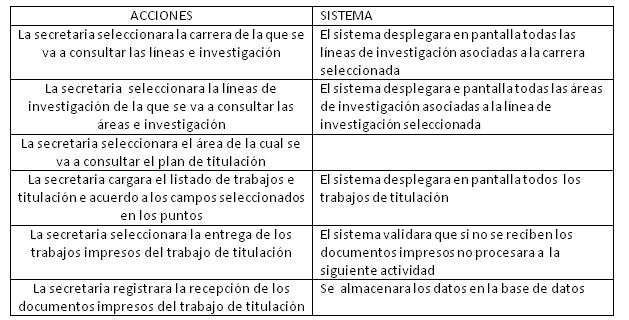 ACCIONES
SISTEMA
La secretaria seleccionara la carrera de la que se
va a consultar las líneas e investigación
El sistema desplegara en pantalla todas las
líneas de investigación asociadas a la carrera
seleccionada
La secretaria seleccionara la líneas de
investigación de la que se va a consultar las
áreas e investigación
El sistema desplegara e pantalla todas las áreas
de investigación asociadas a la línea de
investigación seleccionada
La secretaria seleccionara el área de la cual se
va a consultar el plan de titulación
La secretaria cargara el listado de trabajos e
titulación e acuerdo a los campos seleccionados
en los puntos
El sistema desplegara en pantalla todos los
trabajos de titulación
La secretaria seleccionara la entrega de los
trabajos impresos del trabajo de titulación
El sistema validara que si no se reciben los
documentos impresos no procesara a la
siguiente actividad
La secretaria registrara la recepción de los
documentos impresos del trabajo de titulación
Se almacenara los datos en la base de datos